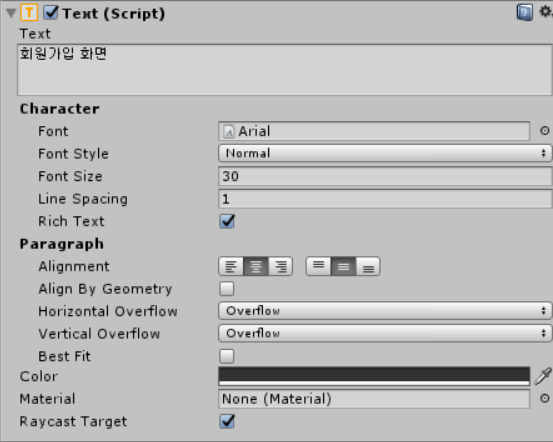 Text (Script)
Text
회원가입 화면
Character
Font Arial
Font Style Normal
Font Size 30
Line Spacing 1
Rich Text
Paragraph
Alignment
Align By Geometry
Horizontal Overflow Overflow
Vertical Overflow Overflow
Best Fit
Color
Material None (Material)
Raycast Target